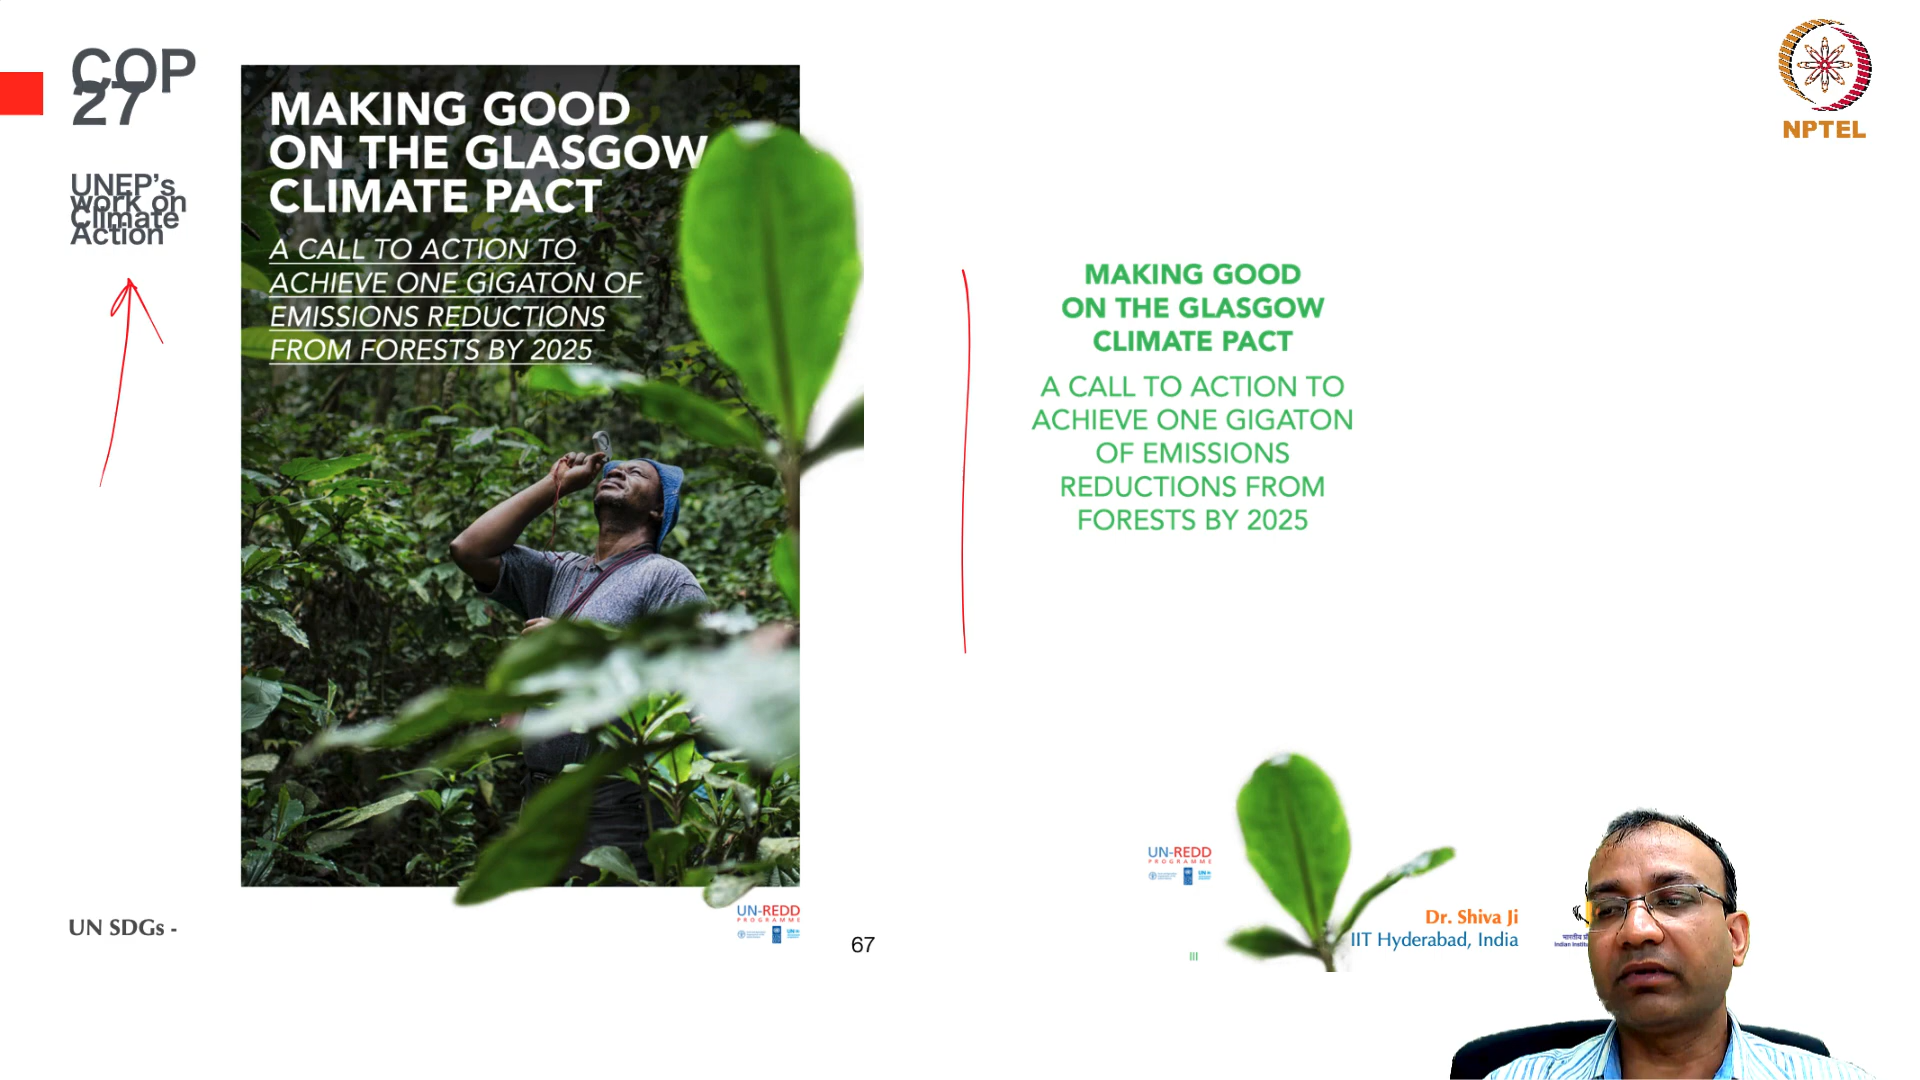 COP
27
UNEP’s
work on
Climate
Action
MAKING GOOD
ON THE GLASGOW
CLIMATE PACT
A CALL TO ACTION TO
ACHIEVE ONE GIGATON OF
EMISSIONS REDUCTIONS
FROM FORESTS BY 2025
UN-REDD
PROGRAMME
UN SDGs -
67
MAKING GOOD
ON THE GLASGOW
CLIMATE PACT
A CALL TO ACTION TO
ACHIEVE ONE GIGATON
OF EMISSIONS
REDUCTIONS FROM
FORESTS BY 2025
UN-REDD
PROGRAMME
III
Dr. Shiva Ji
IIT Hyderabad, India
NPTEL